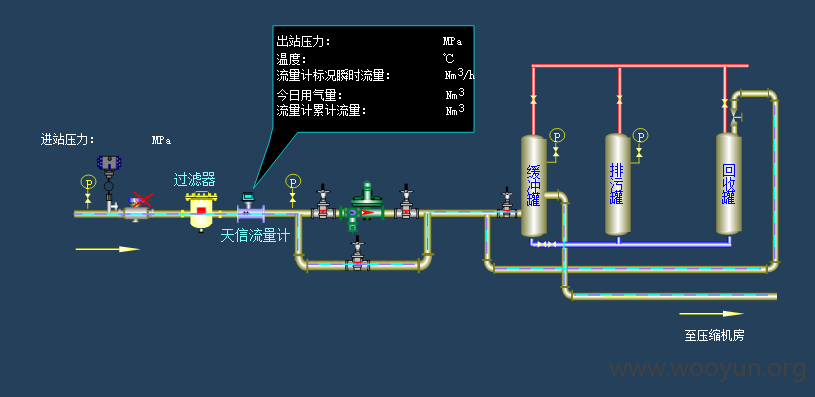 出站压力: MPa
温度: ℃
流量计标况瞬时流量: Nm3/h
今日用气量: Nm3
流量计累计流量: Nm3
进站压力: MPa
P
过滤器
P
天信流量计
P
P
缓冲罐
排污罐
回收罐
至压缩机房
www.wooyun.org